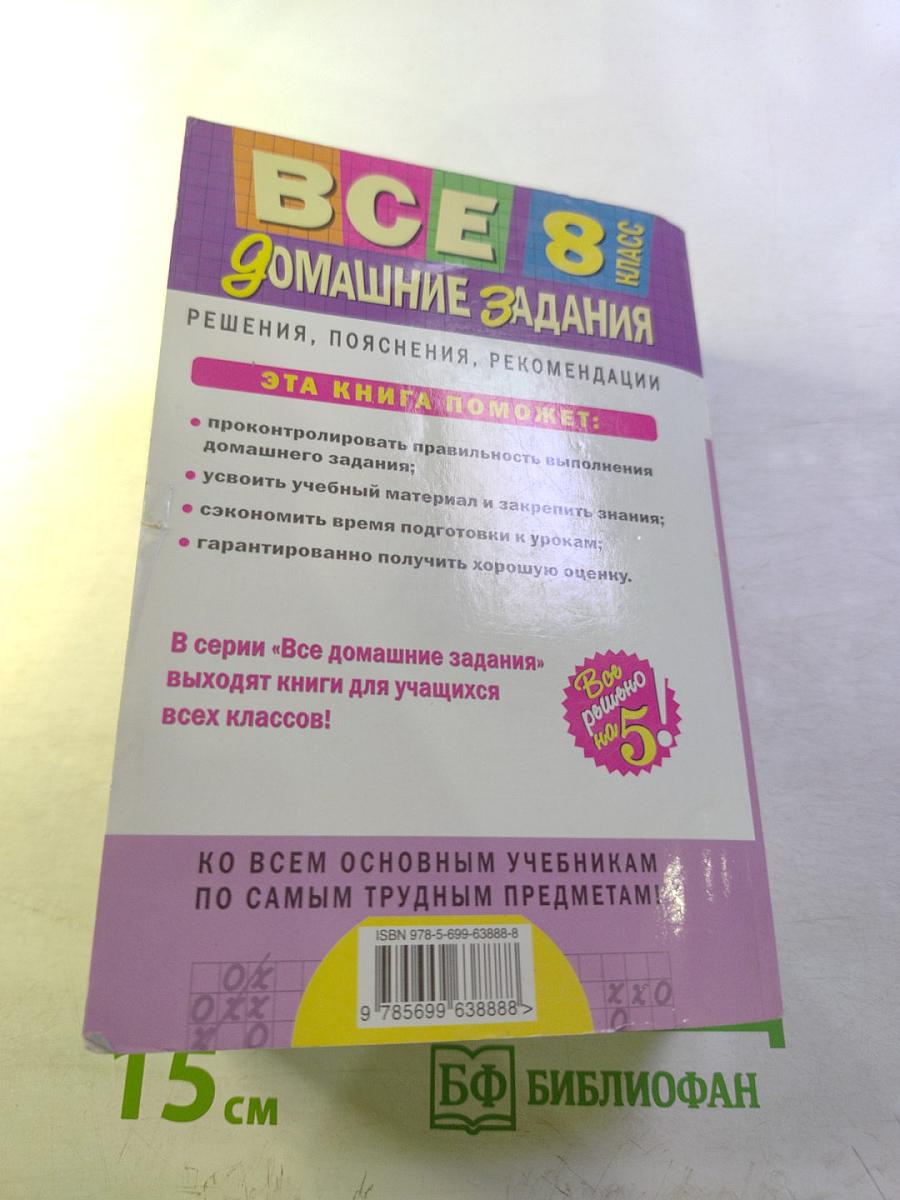 ВСЕ 8 КЛАСС
ДОМАШНИЕ ЗАДАНИЯ
РЕШЕНИЯ, ПОЯСНЕНИЯ, РЕКОМЕНДАЦИИ
ЭТА КНИГА ПОМОЖЕТ:
• проконтролировать правильность выполнения
домашнего задания;
• усвоить учебный материал и закрепить знания;
• сэкономить время подготовки к урокам;
• гарантированно получить хорошую оценку.
В серии «Все домашние задания»
выходят книги для учащихся
всех классов!
Все
решено
на 5!
КО ВСЕМ ОСНОВНЫМ УЧЕБНИКАМ
ПО САМЫМ ТРУДНЫМ ПРЕДМЕТАМ!
ISBN 978-5-699-63888-8
9 785699 638888 >
O X
O X X
X O
X X O
O
15 см
БФ БИБЛИОФАН